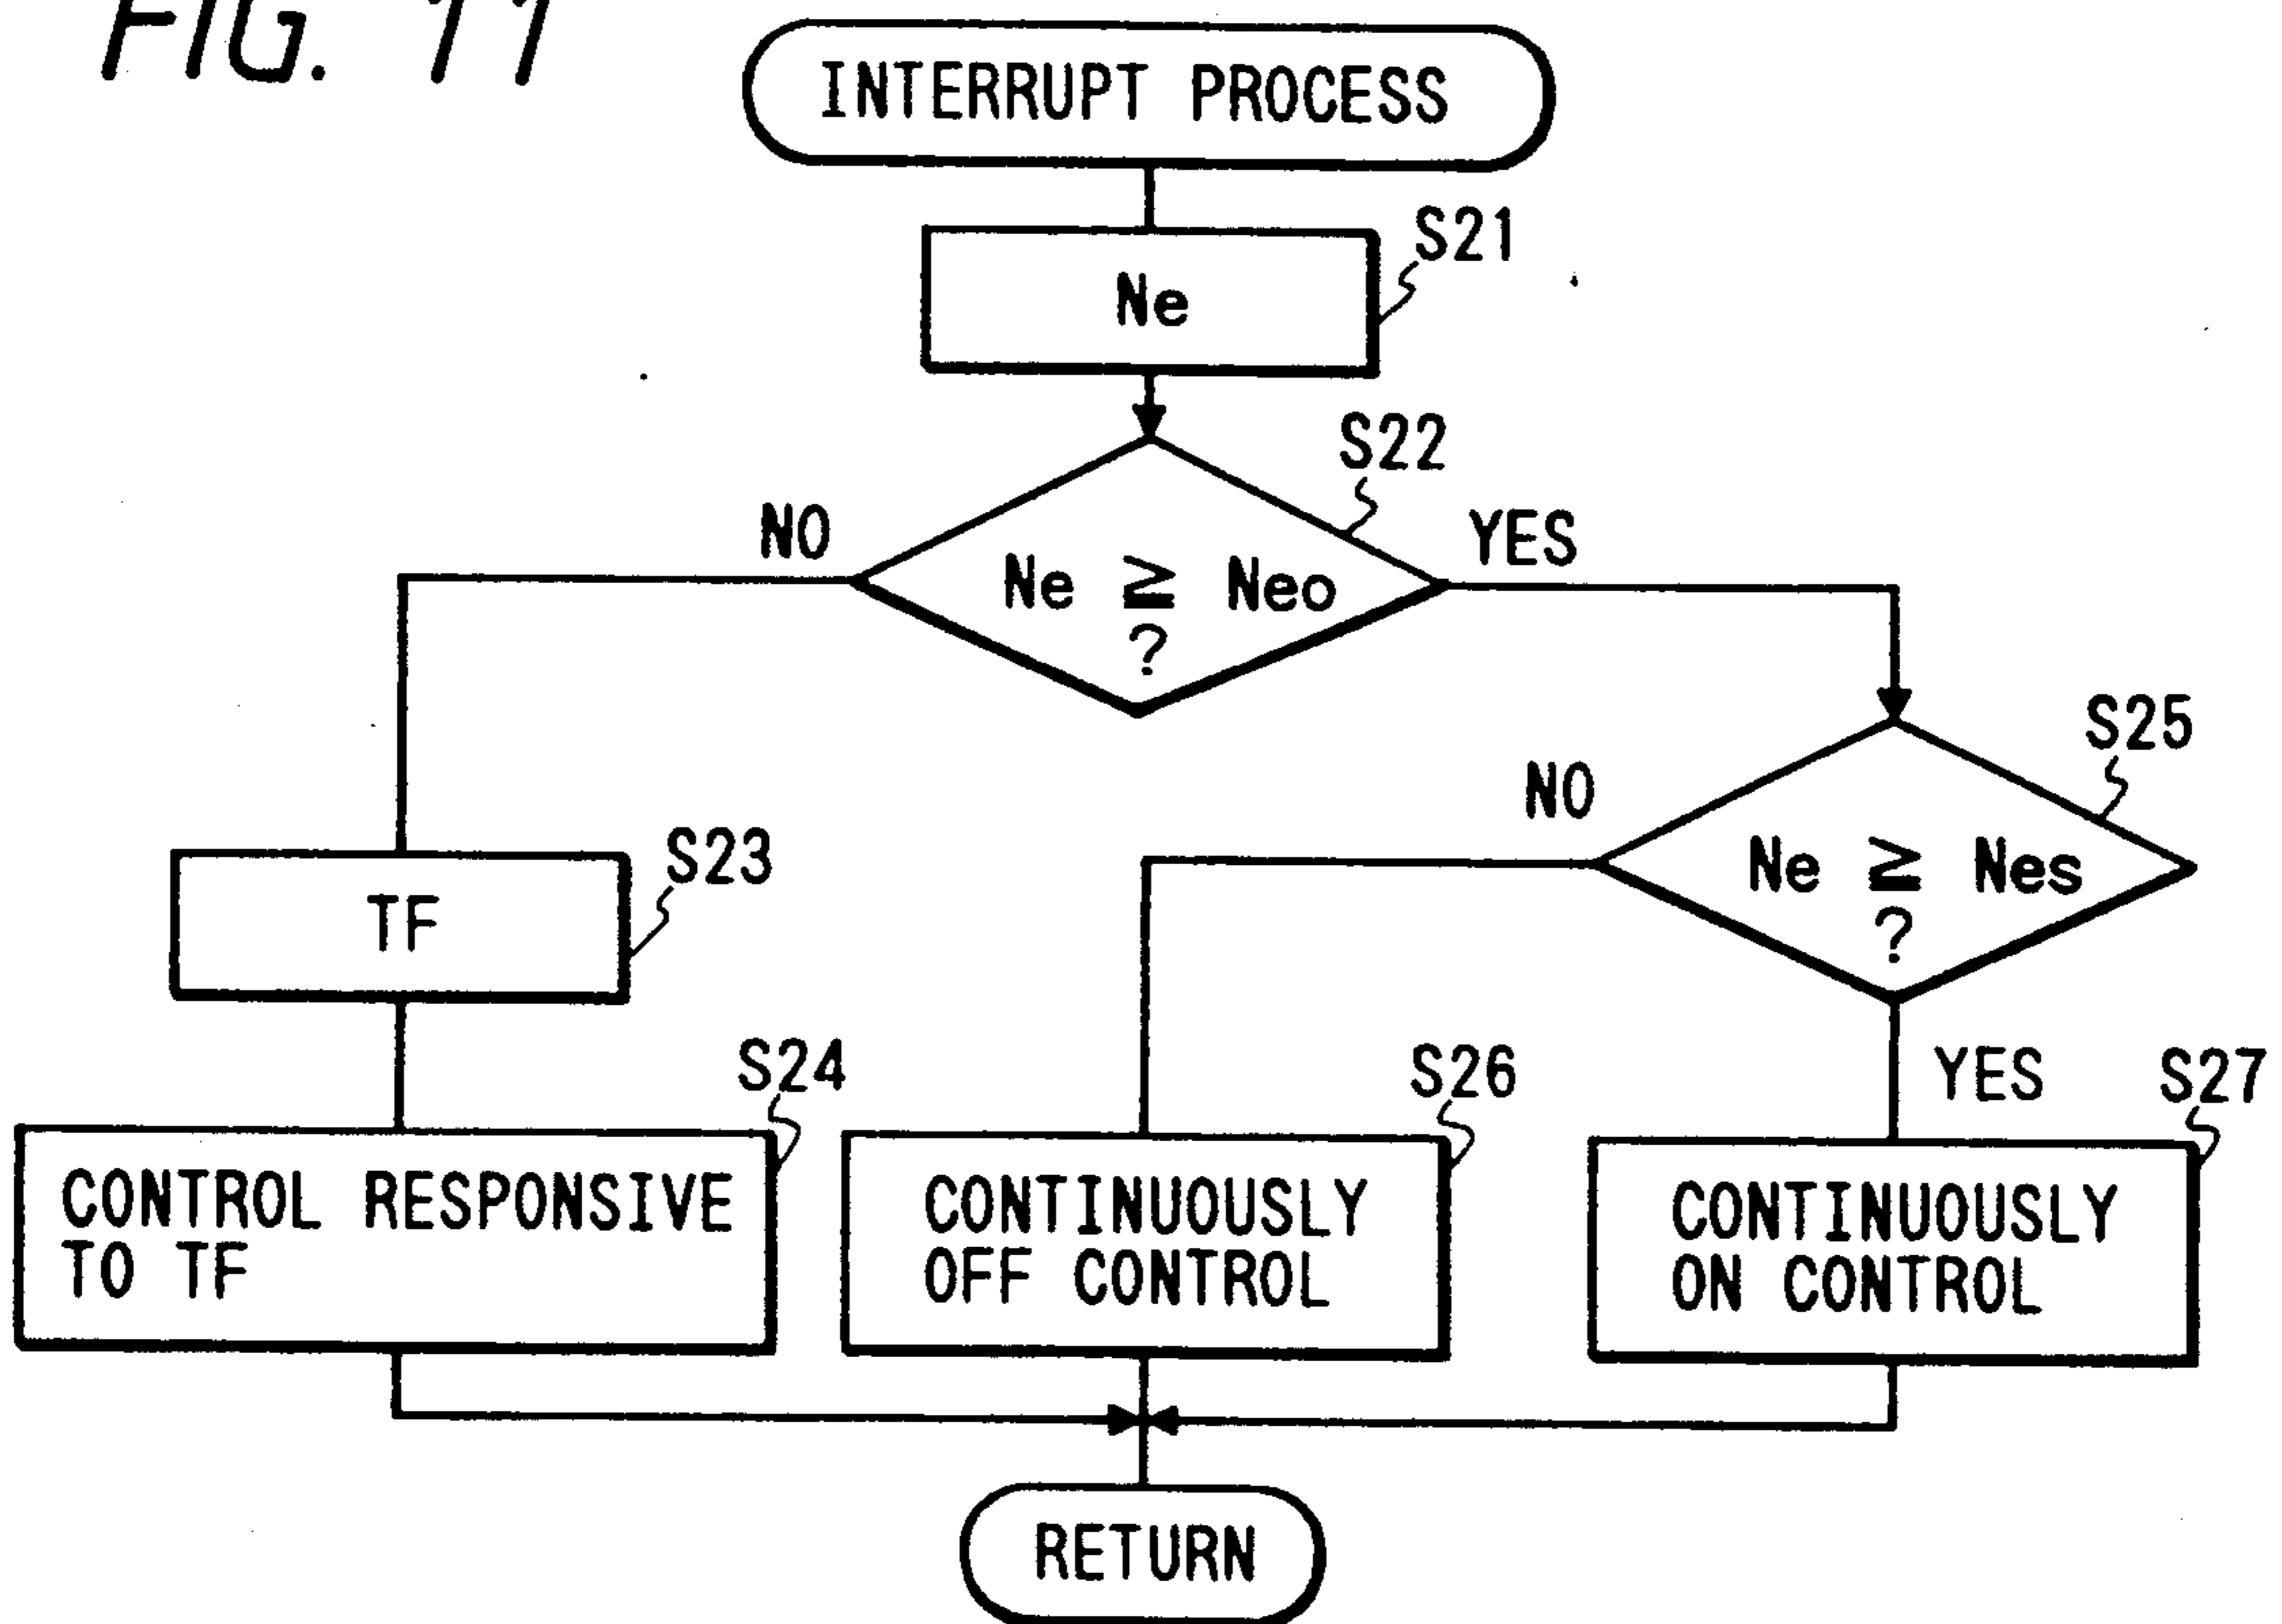 FIG. 11
INTERRUPT PROCESS
S21
Ne
S22
NO
YES
Ne ≧ Neo
?
S25
NO
S23
Ne ≧ Nes
?
TF
S24
S26
YES
S27
CONTROL RESPONSIVE
TO TF
CONTINUOUSLY
OFF CONTROL
CONTINUOUSLY
ON CONTROL
RETURN